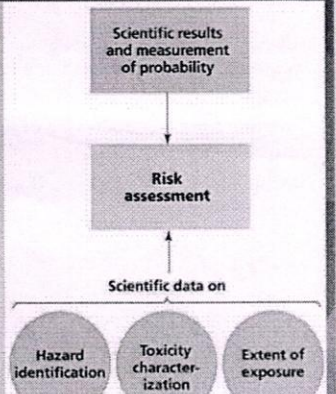 Scientific results
and measurement
of probability
Risk
assessment
Scientific data on
Hazard
identification
Toxicity
character-
ization
Extent of
exposure